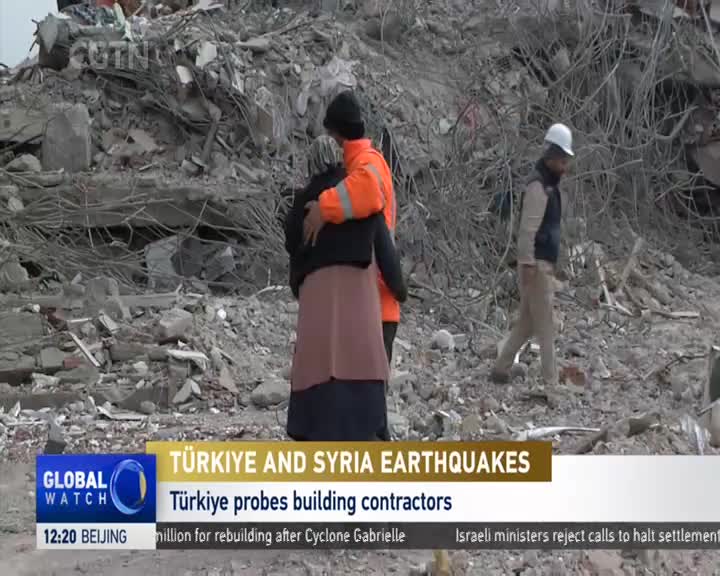 CGTN
TÜRKIYE AND SYRIA EARTHQUAKES
GLOBAL WATCH
Türkiye probes building contractors
12:20 BEIJING
million for rebuilding after Cyclone Gabrielle Israeli ministers reject calls to halt settlement